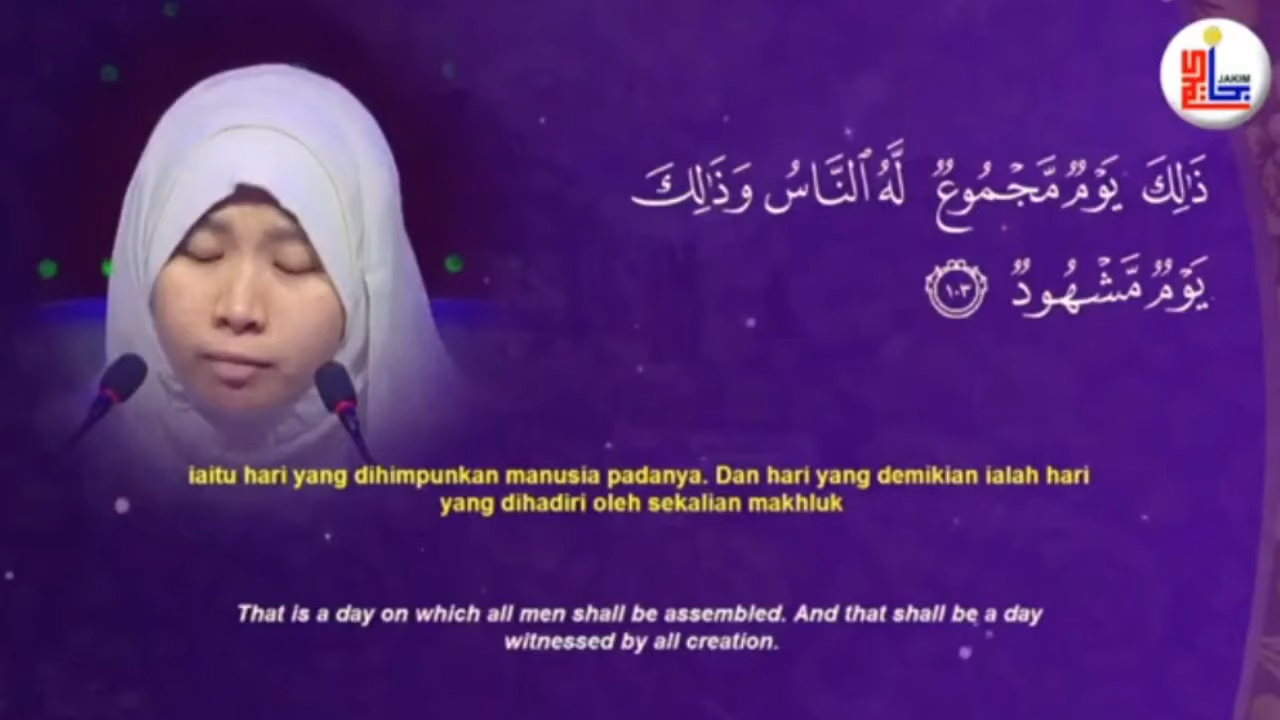 JAKIM
ذَٰلِكَ يَوْمٌ مَّجْمُوعٌ لَّهُ ٱلنَّاسُ وَذَٰلِكَ
يَوْمٌ مَّشْهُودٌ ١٠٣
iaitu hari yang dihimpunkan manusia padanya. Dan hari yang demikian ialah hari
yang dihadiri oleh sekalian makhluk
That is a day on which all men shall be assembled. And that shall be a day
witnessed by all creation.